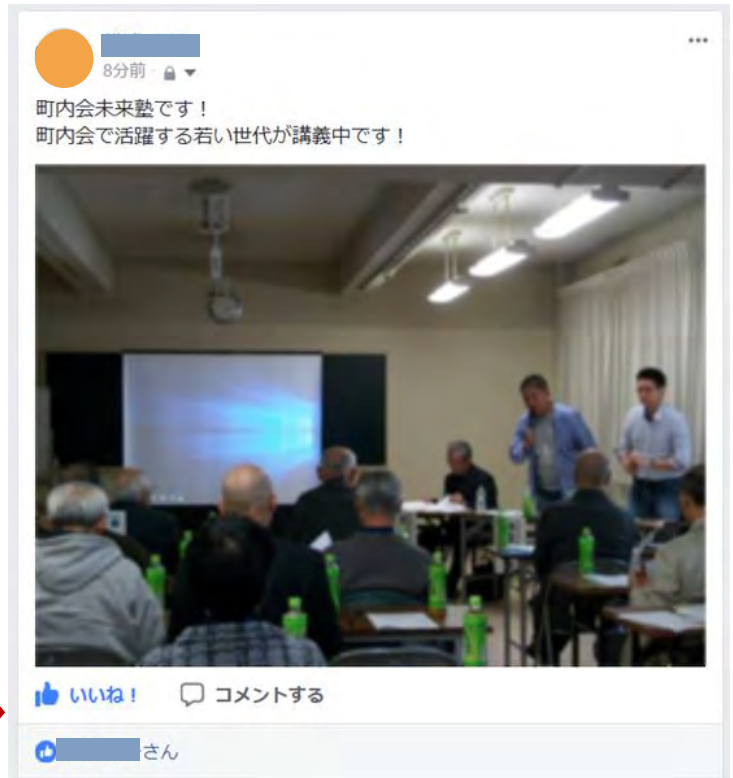 8分前
町内会未来塾です！
町内会で活躍する若い世代が講義中です！
いいね！ コメントする
さん